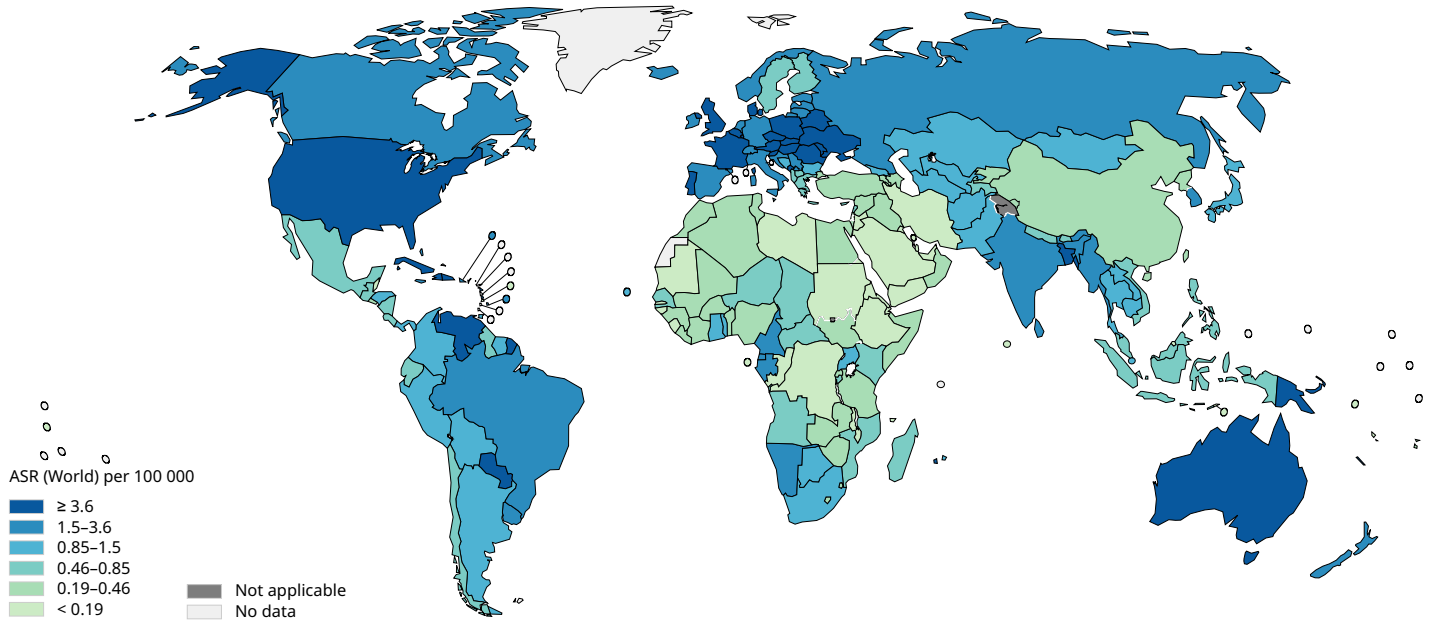 ASR (World) per 100 000
≥ 3.6
1.5–3.6
0.85–1.5
0.46–0.85
0.19–0.46
< 0.19
Not applicable
No data